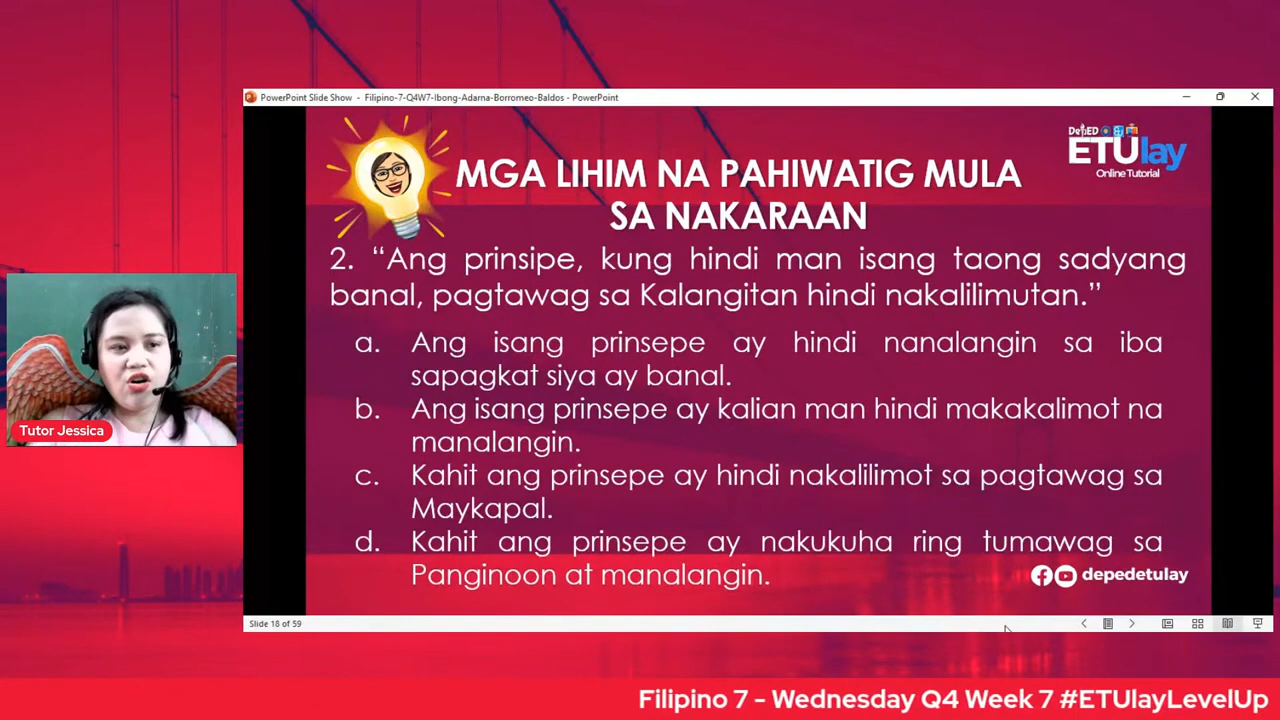 PowerPoint Slide Show - Filipino-7-Q4W7-Ibong-Adarna-Borromeo-Baldos - PowerPoint
DepED
ETUlay
Online Tutorial
MGA LIHIM NA PAHIWATIG MULA
SA NAKARAAN
2. “Ang prinsipe, kung hindi man isang taong sadyang
banal, pagtawag sa Kalangitan hindi nakalilimutan.”
a. Ang isang prinsepe ay hindi nanalangin sa iba
sapagkat siya ay banal.
b. Ang isang prinsepe ay kalian man hindi makakalimot na
manalangin.
c. Kahit ang prinsepe ay hindi nakalilimot sa pagtawag sa
Maykapal.
d. Kahit ang prinsepe ay nakukuha ring tumawag sa
Panginoon at manalangin.
depedetulay
Tutor Jessica
Slide 18 of 59
Filipino 7 - Wednesday Q4 Week 7 #ETUlayLevelUp